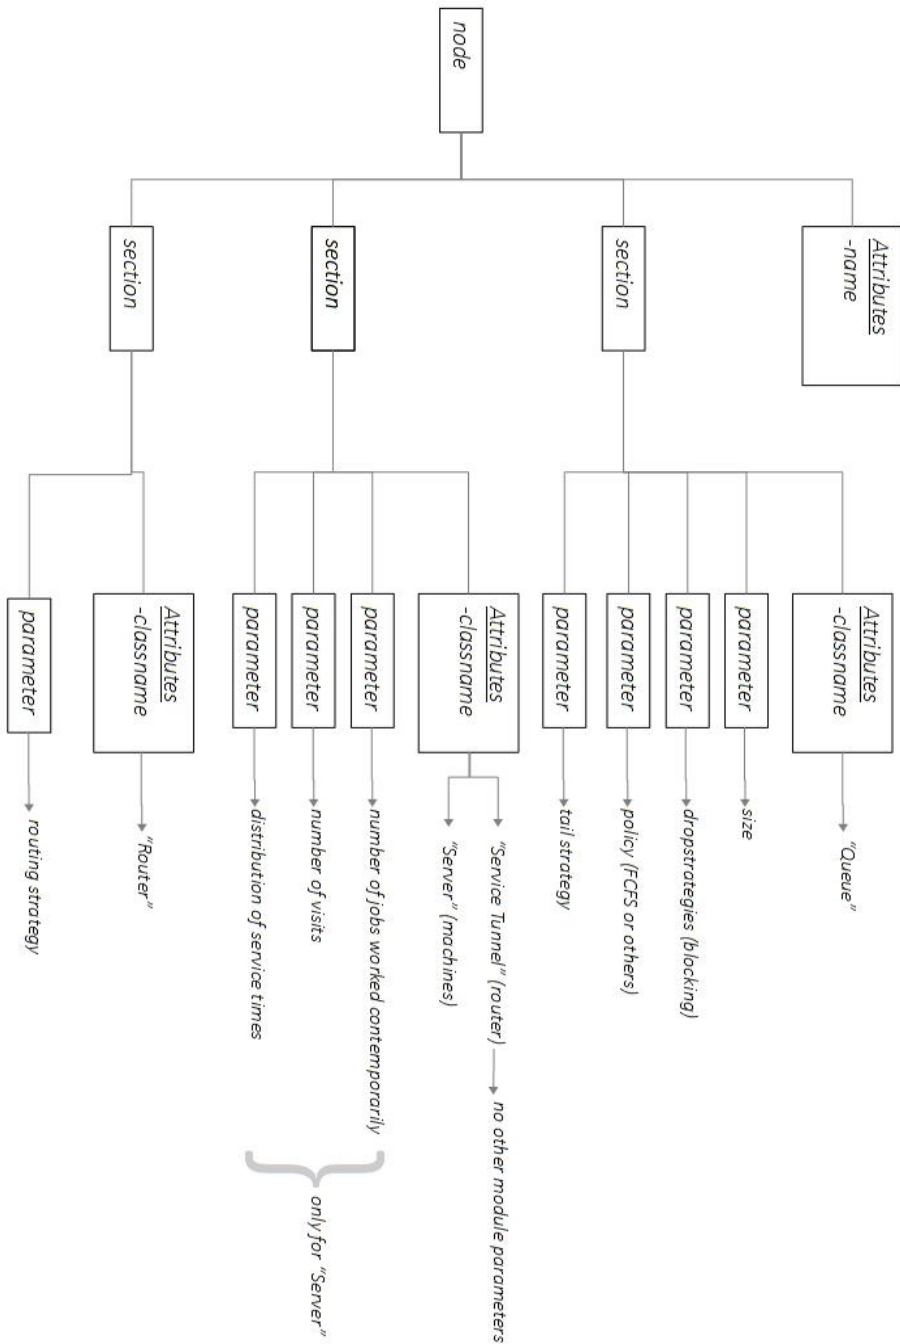 node
Attributes
-name
section
section
section
Attributes
-classname
"Queue"
parameter
size
parameter
dropstrategies (blocking)
parameter
policy (FCFS or others)
parameter
tail strategy
Attributes
-classname
"Service Tunnel" (router)
no other module parameters
"Server" (machines)
parameter
number of jobs worked contemporarily
parameter
number of visits
parameter
distribution of service times
only for "Server"
Attributes
-classname
"Router"
parameter
routing strategy